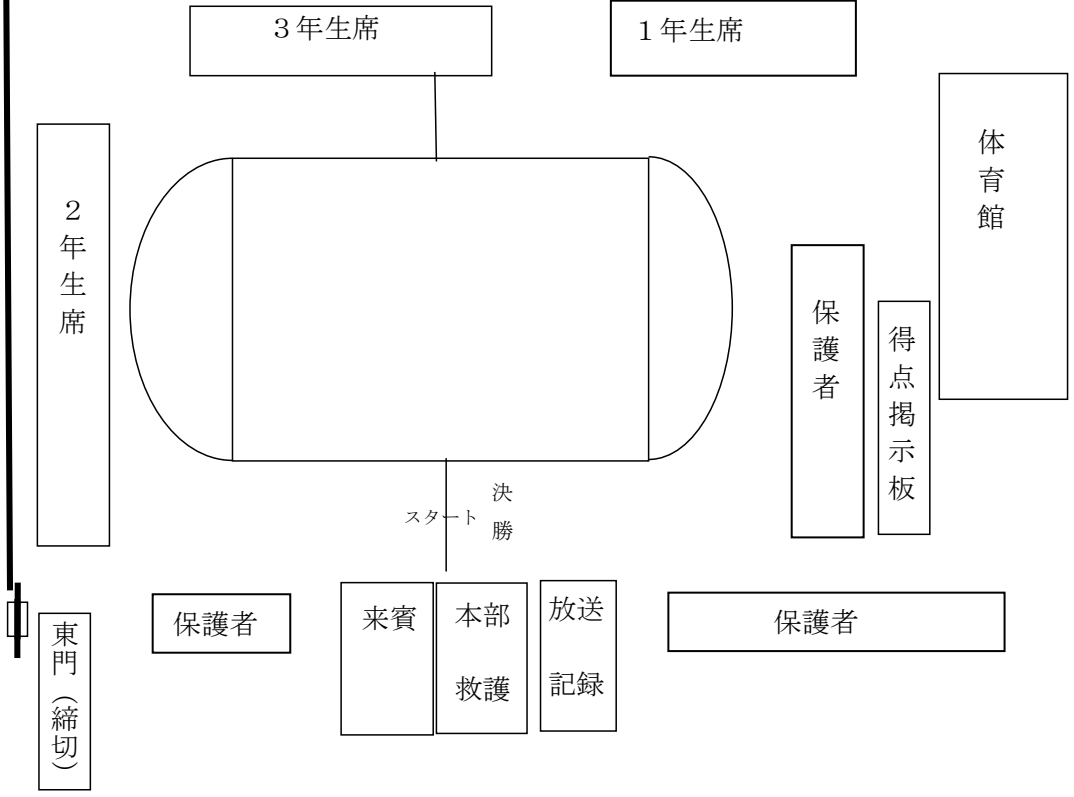 ３年生席
１年生席
体育館
２年生席
保護者
得点掲示板
スタート
決勝
東門（締切）
保護者
来賓
本部
救護
放送
記録
保護者